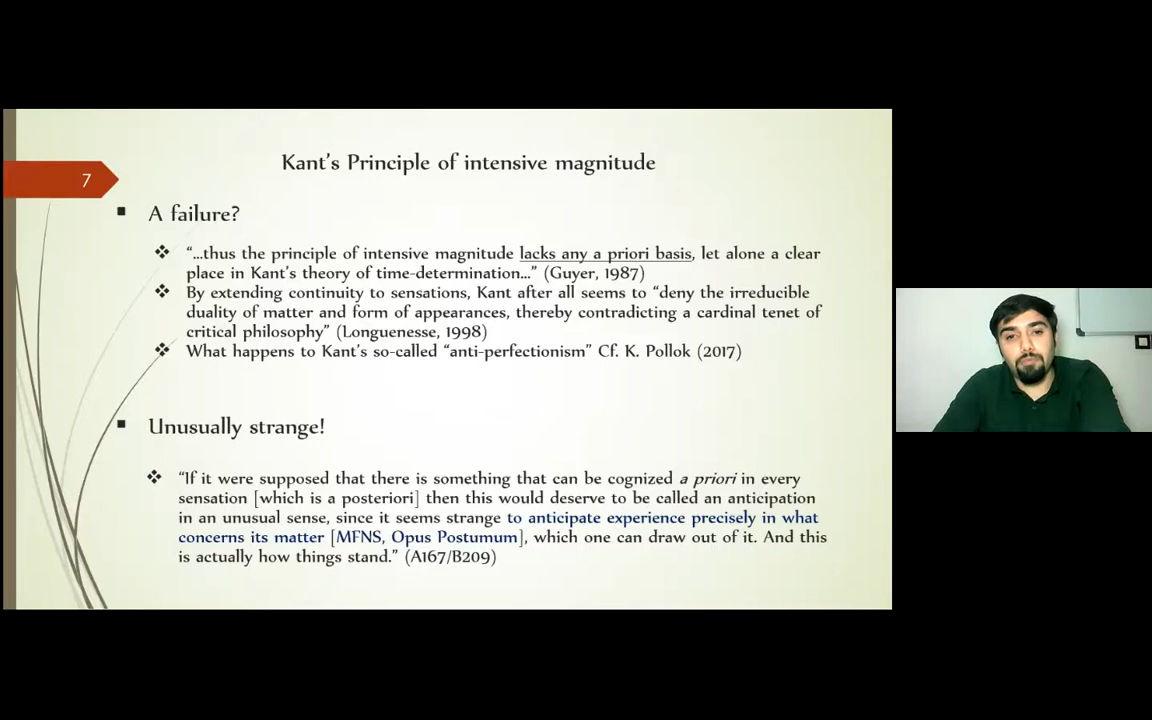 7
Kant's Principle of intensive magnitude
▪ A failure?
❖ “...thus the principle of intensive magnitude lacks any a priori basis, let alone a clear
place in Kant's theory of time-determination...” (Guyer, 1987)
❖ By extending continuity to sensations, Kant after all seems to “deny the irreducible
duality of matter and form of appearances, thereby contradicting a cardinal tenet of
critical philosophy” (Longuenesse, 1998)
❖ What happens to Kant's so-called “anti-perfectionism” Cf. K. Pollok (2017)
▪ Unusually strange!
❖ “If it were supposed that there is something that can be cognized a priori in every
sensation [which is a posteriori] then this would deserve to be called an anticipation
in an unusual sense, since it seems strange to anticipate experience precisely in what
concerns its matter [MFNS, Opus Postumum], which one can draw out of it. And this
is actually how things stand.” (A167/B209)